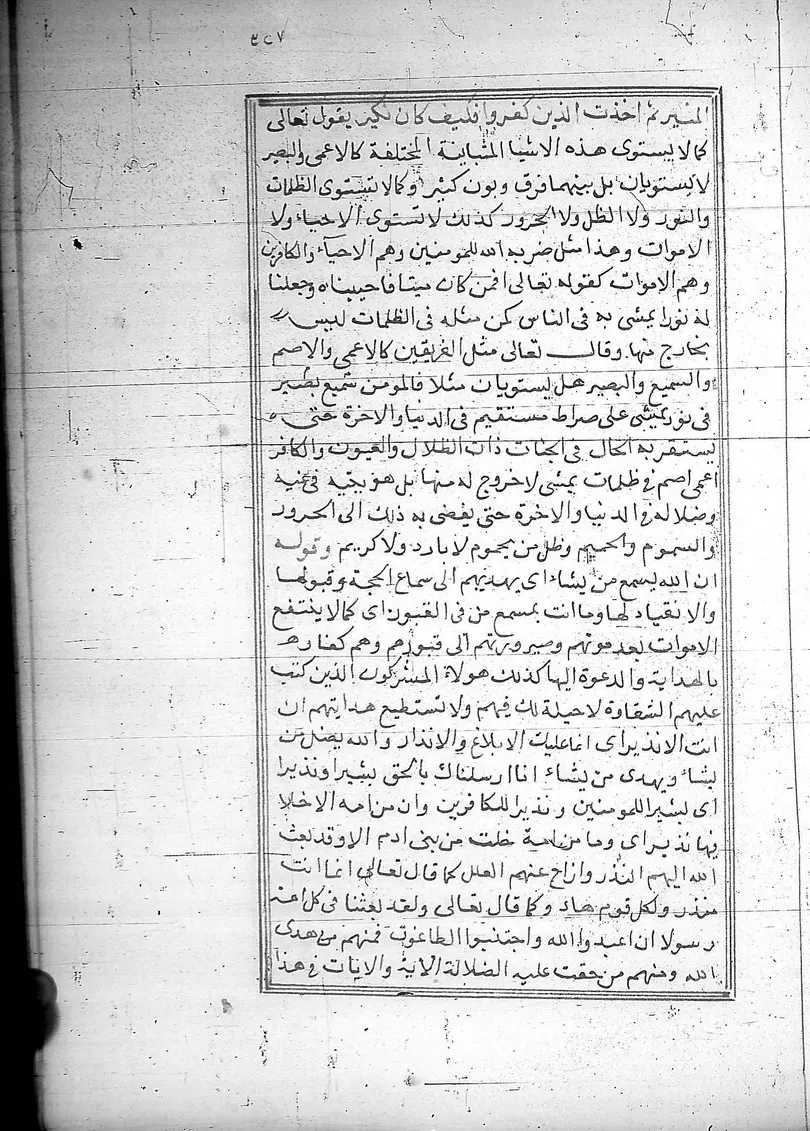 ٢٤٧
المنير ثم اخذت الذين كفروا فكيف كان نكير يقول تعالى
كما لا يستوى هذه الاشيا المتباينة المختلفة كالاعمى والبصير
لا يستويان بل بينهما فرق وبون كثير وكما لا تستوى الظلمات
والنور ولا الظل ولا الحرور كذلك لا تستوى الاحياء ولا
الاموات وهذا مثل ضربه الله للمومنين وهم الاحياء والكافرين
وهم الاموات كقوله تعالى افمن كان ميتا فاحييناه وجعلنا
له نورا يمشى به فى الناس كمن مثله فى الظلمات ليس
بخارج منها وقال تعالى مثل الفريقين كالاعمى والاصم
والسميع والبصير هل يستويان مثلا فالمومن سميع بصير
فى نور يمشى على صراط مستقيم فى الدنيا والاخرة حتى
يستقر به الحال فى الجنات ذات الظلال والعيون والكافر
اعمى اصم فى ظلمات يمشى لا خروج له منها بل هو يتيه فى غيه
وضلاله فى الدنيا والاخرة حتى يفضى به ذلك الى الحرور
والسموم والحميم وظل من يحموم لا بارد ولا كريم وقوله
ان الله يسمع من يشاء اى يهديهم الى سماع الحجة وقبولها
والانقياد لها وما انت بمسمع من فى القبور اى كما لا ينتفع
الاموات بعد موتهم وصيرورتهم الى قبورهم وهم كفار
بالهداية والدعوة اليها كذلك هولاء المشركون الذين كتب
عليهم الشقاوة لا حيلة لك فيهم ولا تستطيع هدايتهم ان
انت الا نذير اى انما عليك الابلاغ والانذار والله يضل من
يشاء ويهدى من يشاء انا ارسلناك بالحق بشيرا ونذيرا
اى بشيرا للمومنين ونذيرا للكافرين وان من امة الا خلا
فيها نذير اى وما من امة خلت من بنى ادم الا وقد بعث
الله اليهم النذر وازاح عنهم العلل كما قال تعالى انما انت
منذر ولكل قوم هاد وكما قال تعالى ولقد بعثنا فى كل امة
رسولا ان اعبدوا الله واجتنبوا الطاغوت فمنهم من هدى
الله ومنهم من حقت عليه الضلالة الاية والايات فى هذا